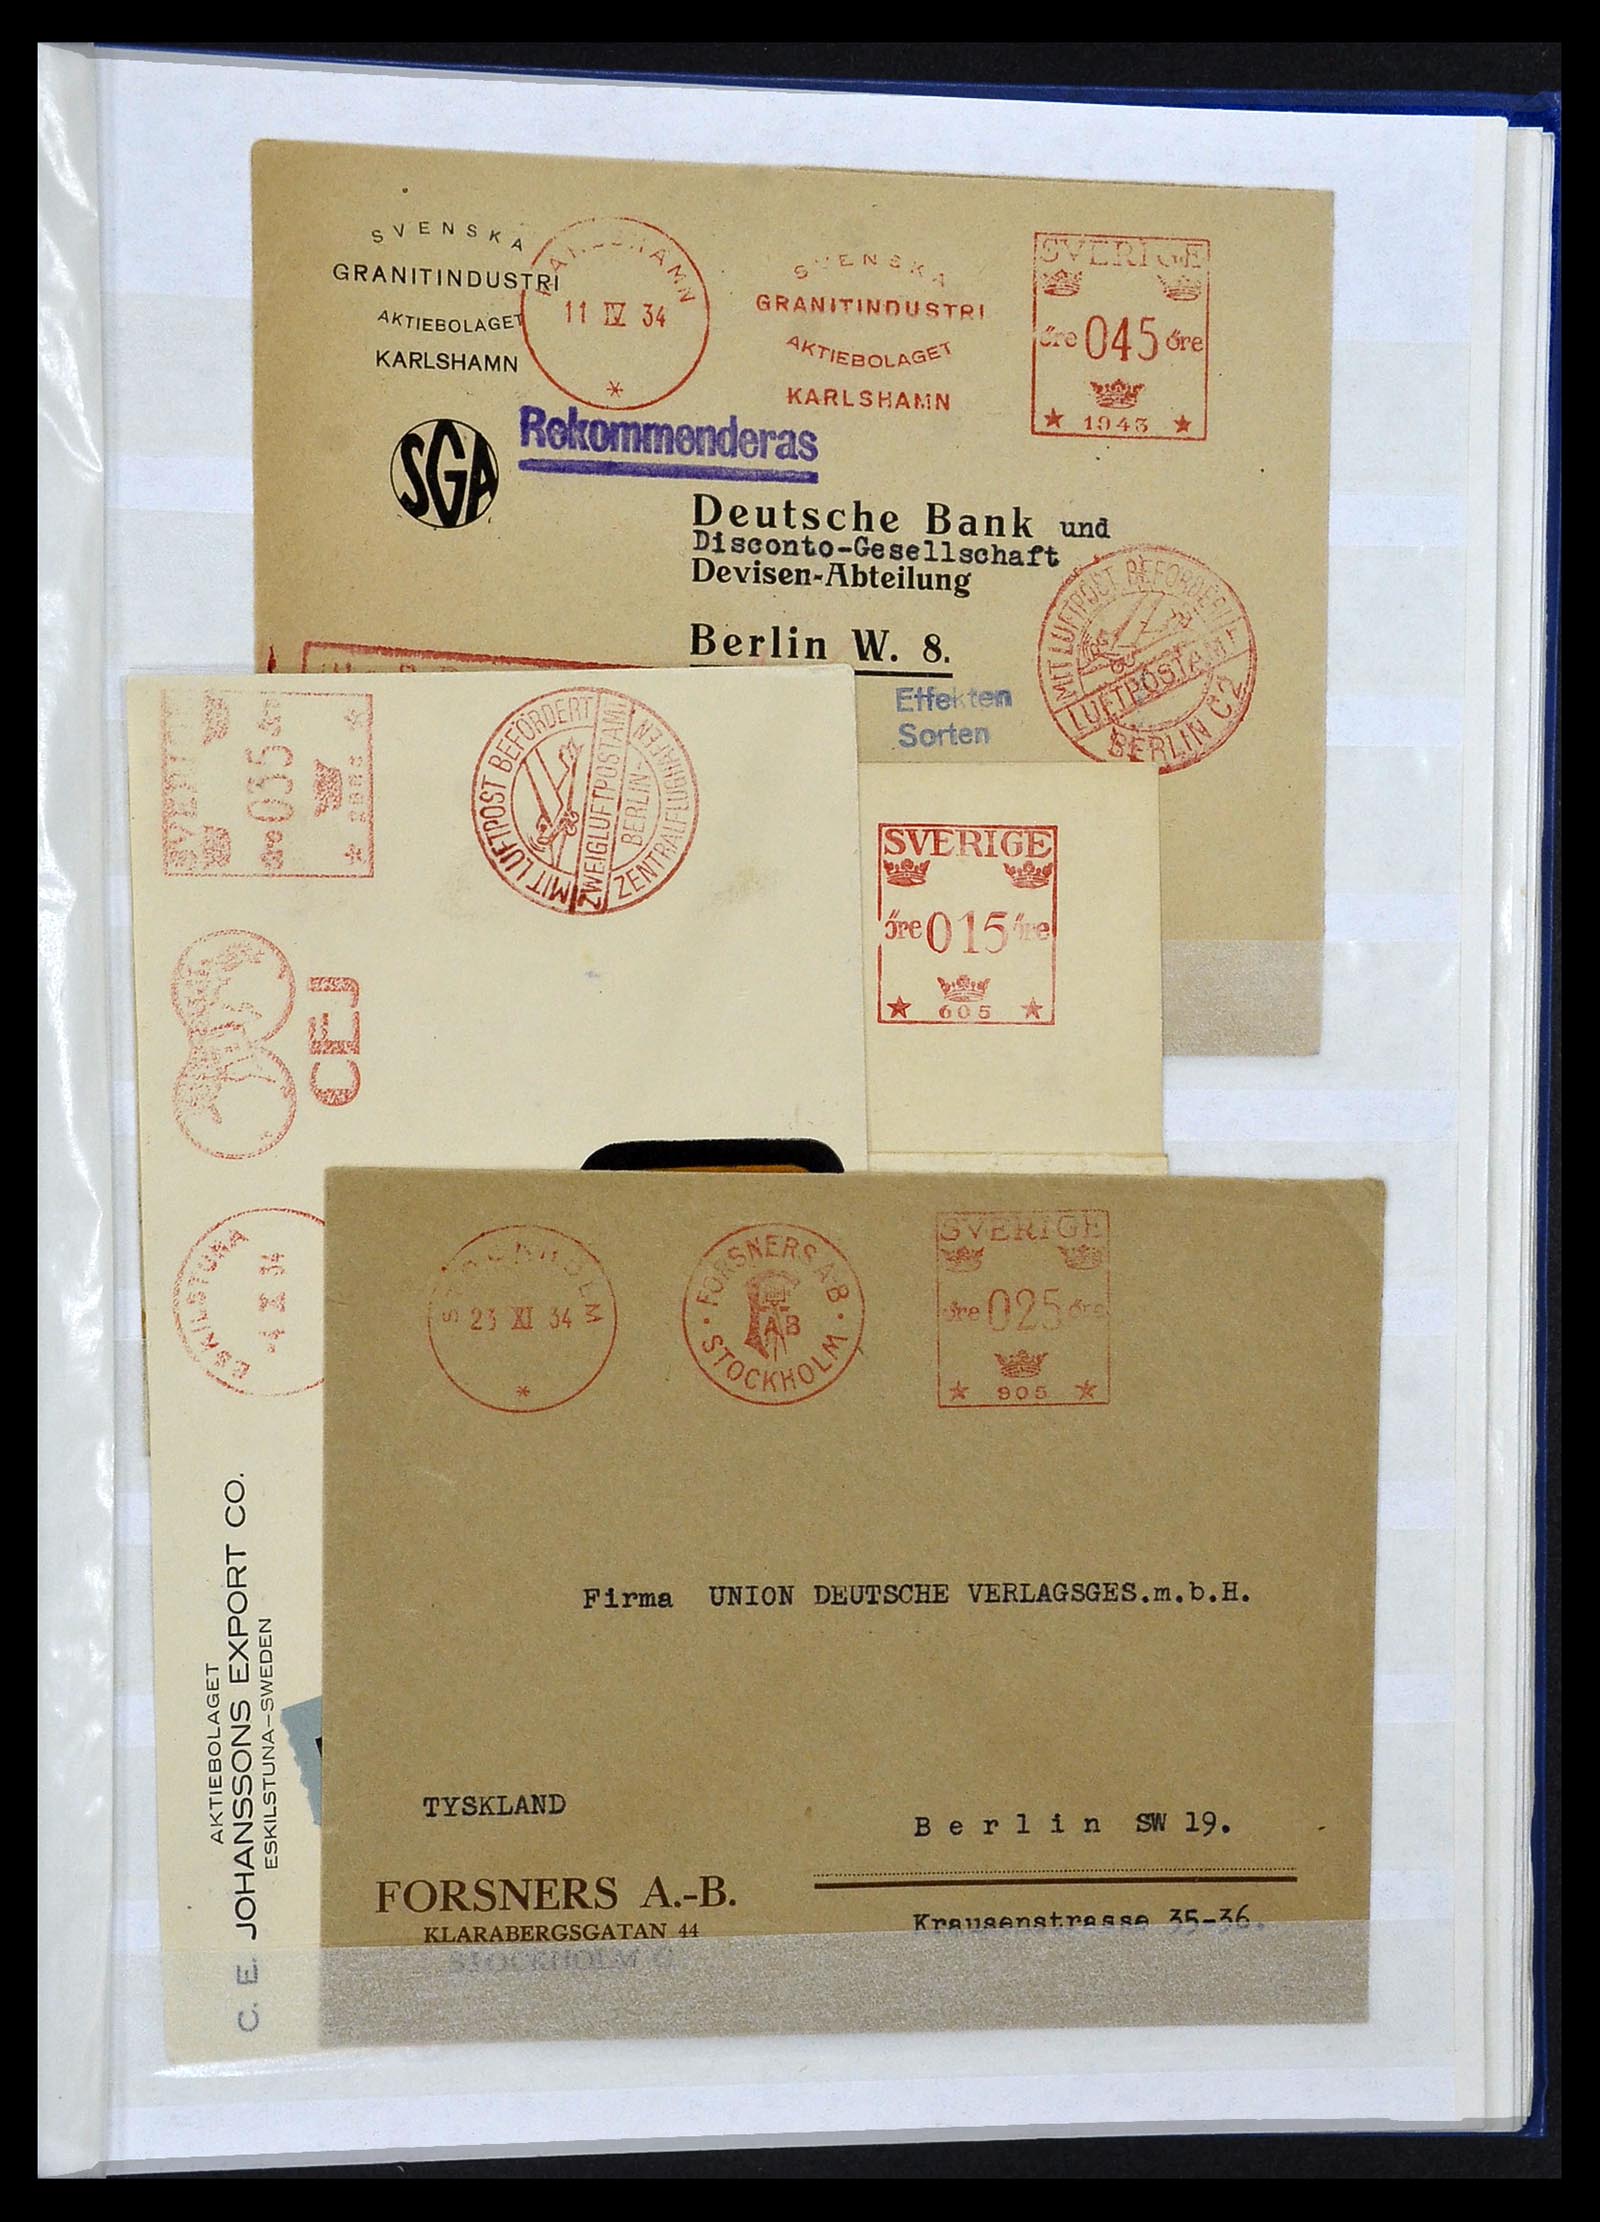 SVENSKA
GRANITINDUSTRI
AKTIEBOLAGET
KARLSHAMN
11 IV 34
*
SVENSKA
GRANITINDUSTRI
AKTIEBOLAGET
KARLSHAMN
SVERIGE
öre 045 öre
★ 1943 ★
SGA
Rekommenderas
Deutsche Bank und
Disconto-Gesellschaft
Devisen-Abteilung
Berlin W. 8.
Effekten
Sorten
MIT LUFTPOST BEFÖRDERT
LUFTPOSTAMT
BERLIN C2
035
MIT LUFTPOST BEFÖRDERT
ZWEIGLUFTPOSTAMT
BERLIN-
ZENTRALFLUGHAFEN
CEJ
ESKILSTUNA
AKTIEBOLAGET
C. E. JOHANSSONS EXPORT CO.
ESKILSTUNA–SWEDEN
SVERIGE
öre 015 öre
★ 605 ★
STOCKHOLM
23 XI 34
*
FORSNERS A-B
AB
STOCKHOLM
SVERIGE
öre 025 öre
★ 905 ★
Firma UNION DEUTSCHE VERLAGSGES.m.b.H.
TYSKLAND
Berlin SW 19.
Krausenstrasse 35-36.
FORSNERS A.-B.
KLARABERGSGATAN 44
STOCKHOLM C